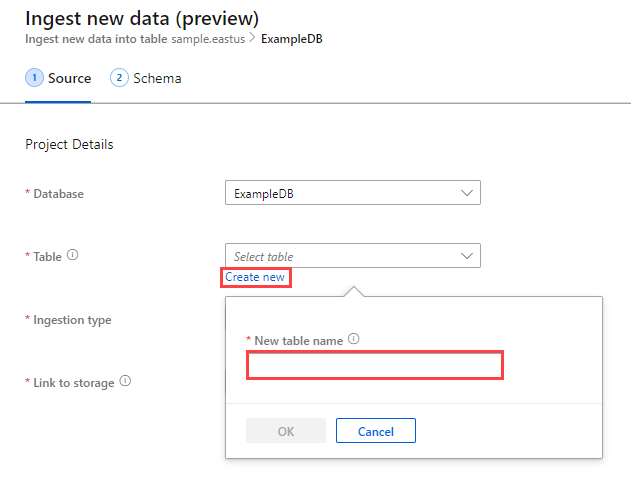 Ingest new data (preview)
Ingest new data into table sample.eastus > ExampleDB
1 Source 2 Schema
Project Details
* Database ExampleDB
* Table Select table
Create new
* Ingestion type
* New table name
* Link to storage
OK Cancel